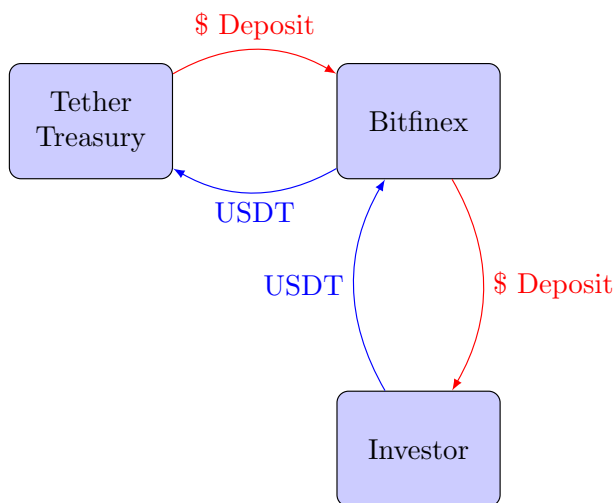 $ Deposit
Tether
Treasury
Bitfinex
USDT
USDT
$ Deposit
Investor